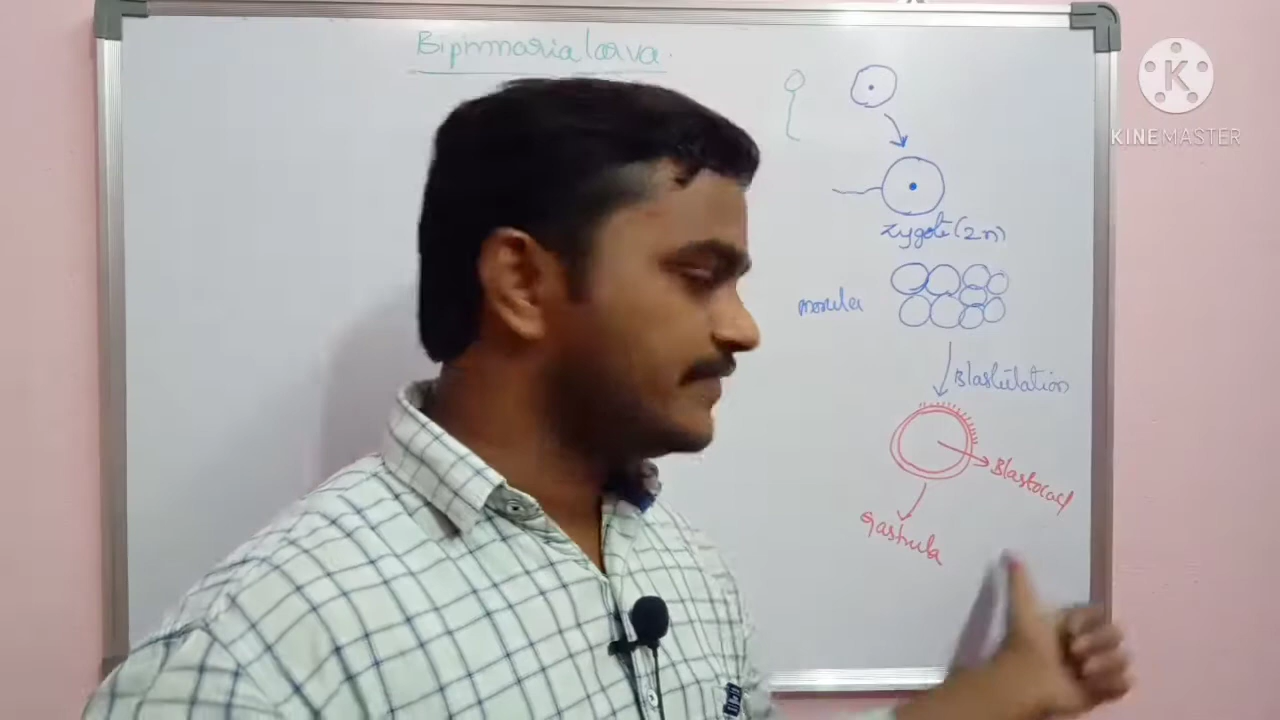 Bipinnaria larva.
Zygote (2n)
morula
Blastulation
Blastocoel
Gastrula
KINEMASTER